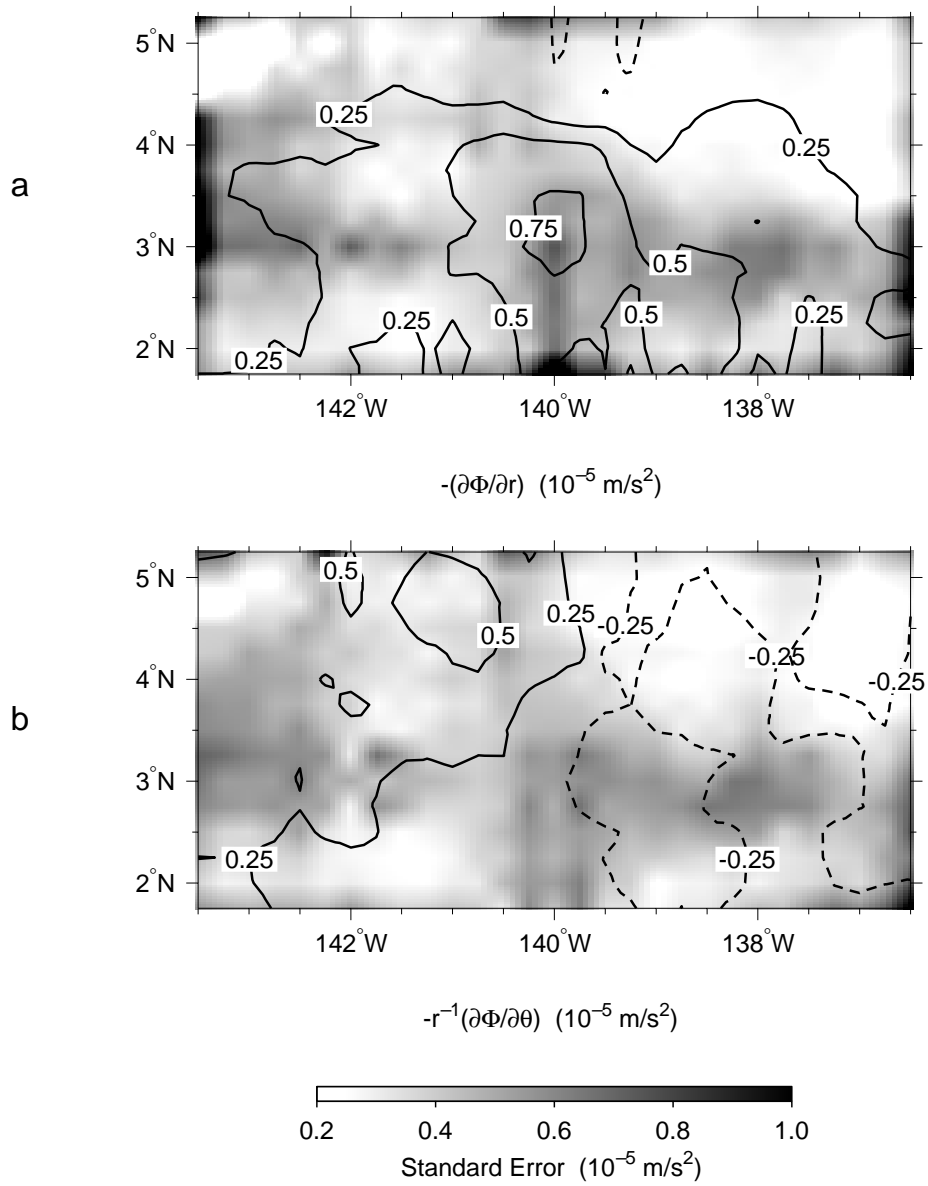 5°N
4°N
3°N
2°N
a
0.25
0.25
0.75
0.5
0.5
0.5
0.25
0.25
0.25
142°W
140°W
138°W
-(∂Φ/∂r) (10⁻⁵ m/s²)
5°N
4°N
3°N
2°N
b
0.5
0.25
-0.25
0.5
-0.25
-0.25
0.25
-0.25
142°W
140°W
138°W
-r⁻¹(∂Φ/∂θ) (10⁻⁵ m/s²)
0.2
0.4
0.6
0.8
1.0
Standard Error (10⁻⁵ m/s²)